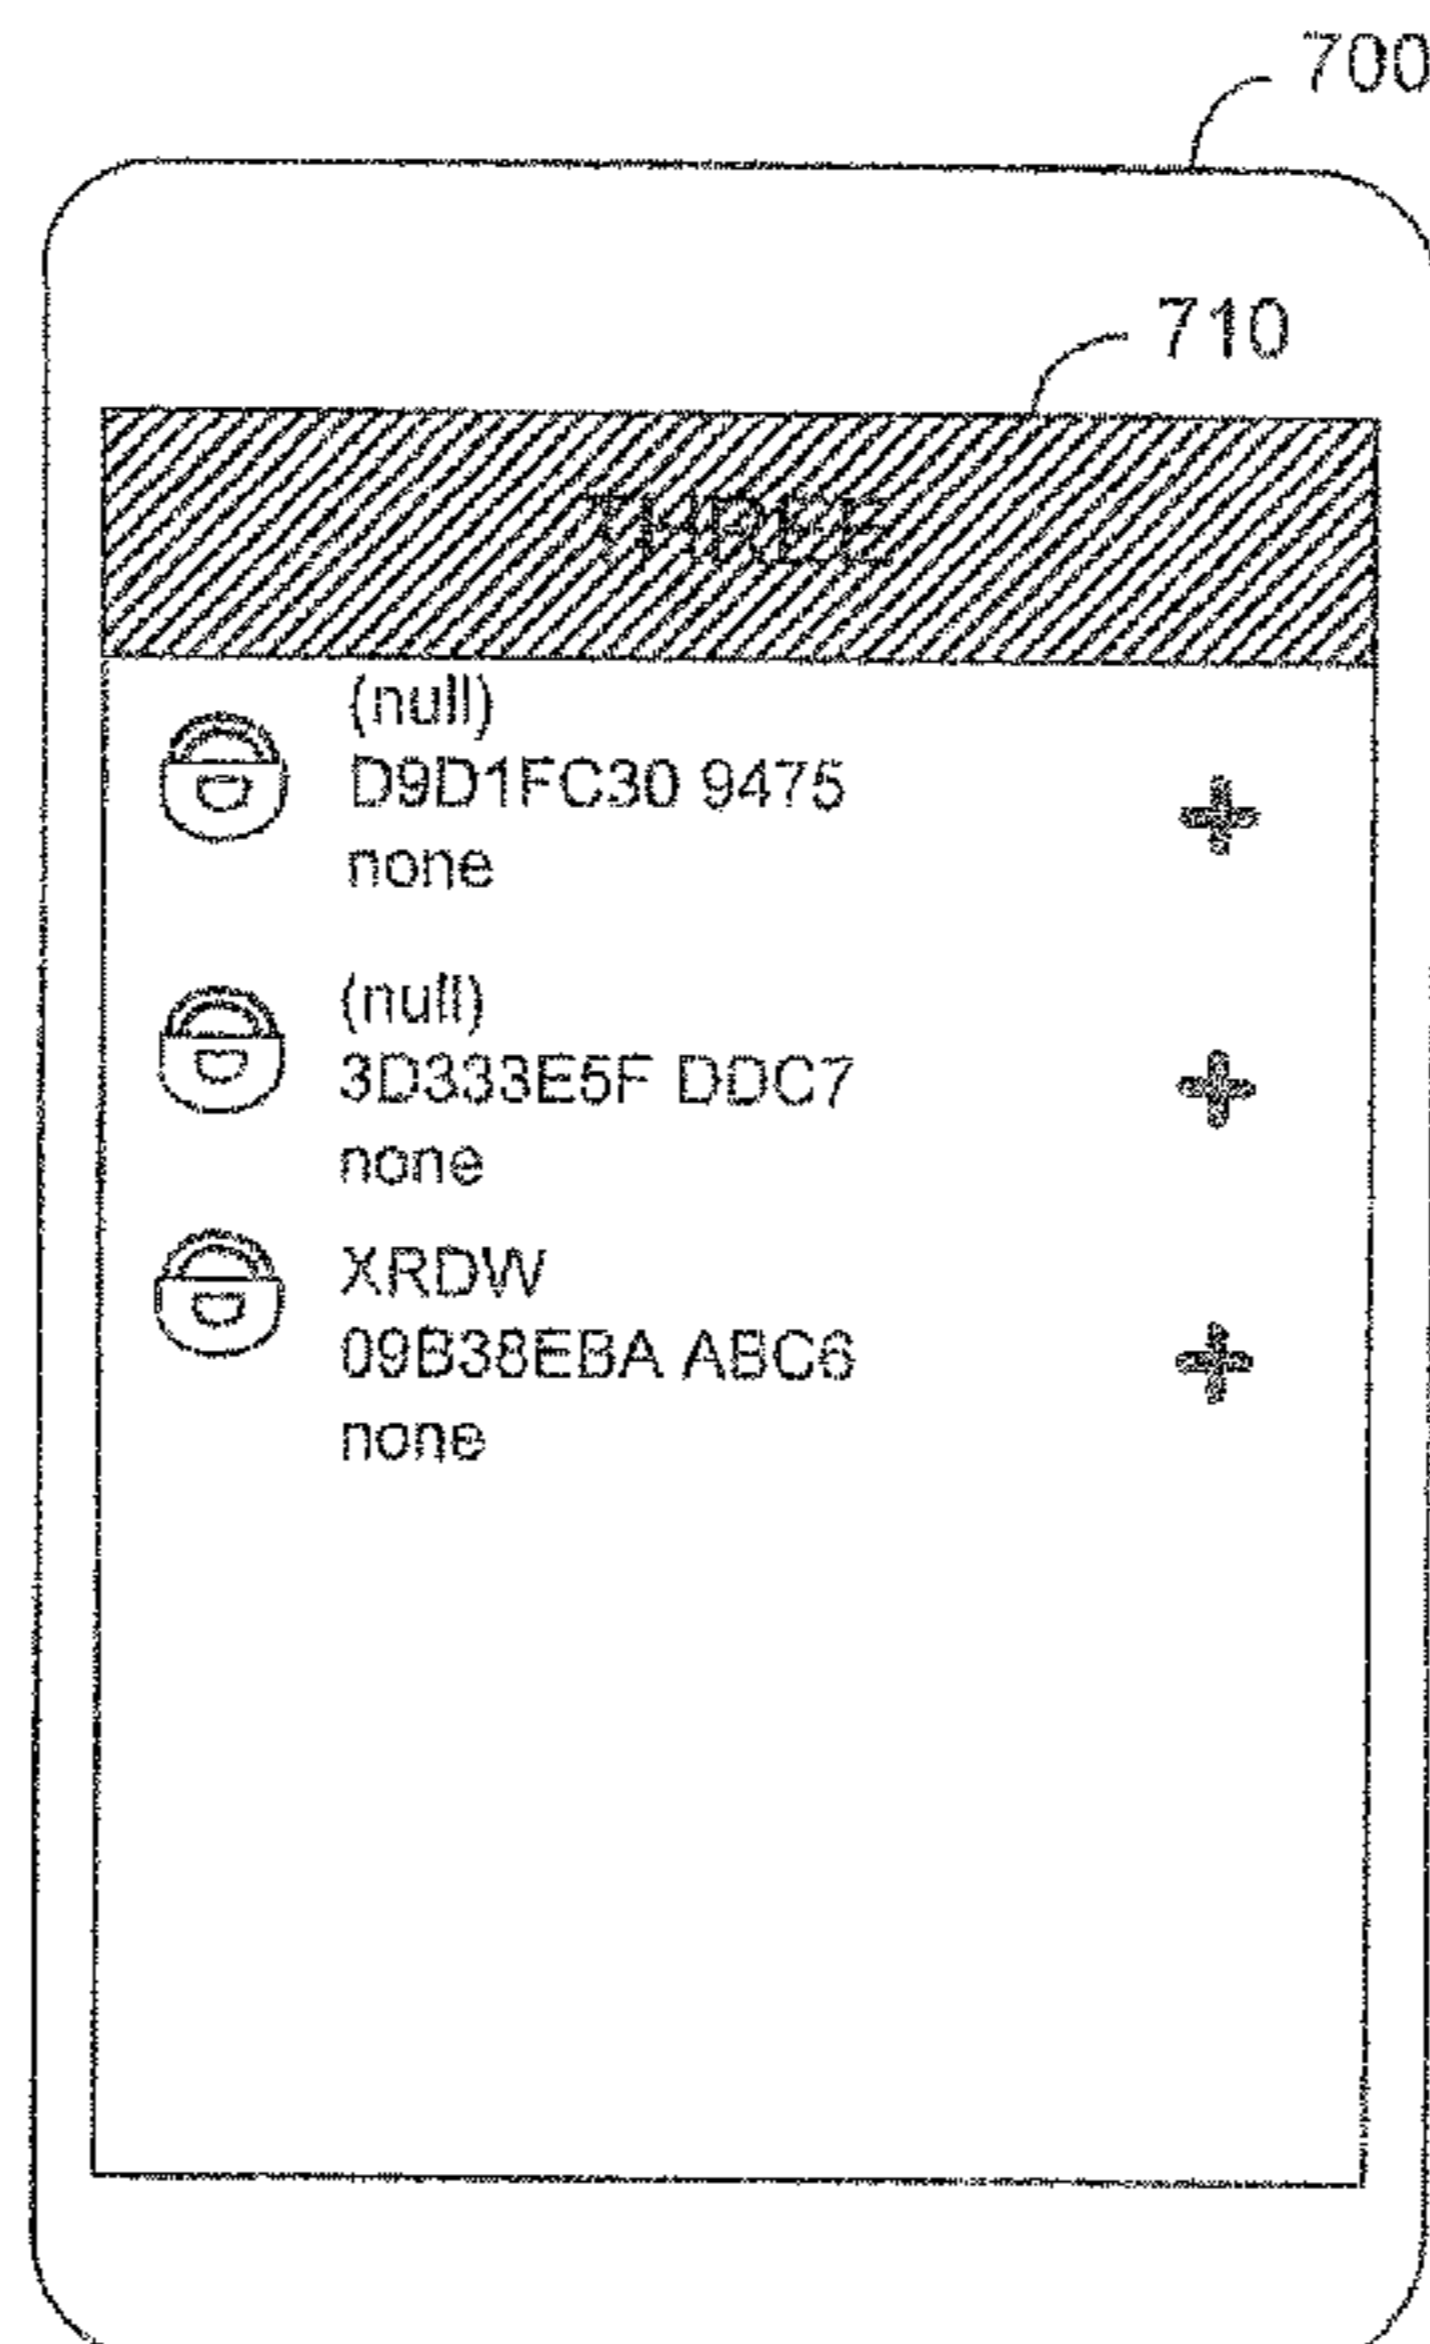 700
710
(null)
D9D1FC30 9475
none
(null)
3D333E5F DDC7
none
XRDW
09B38EBA ABC6
none